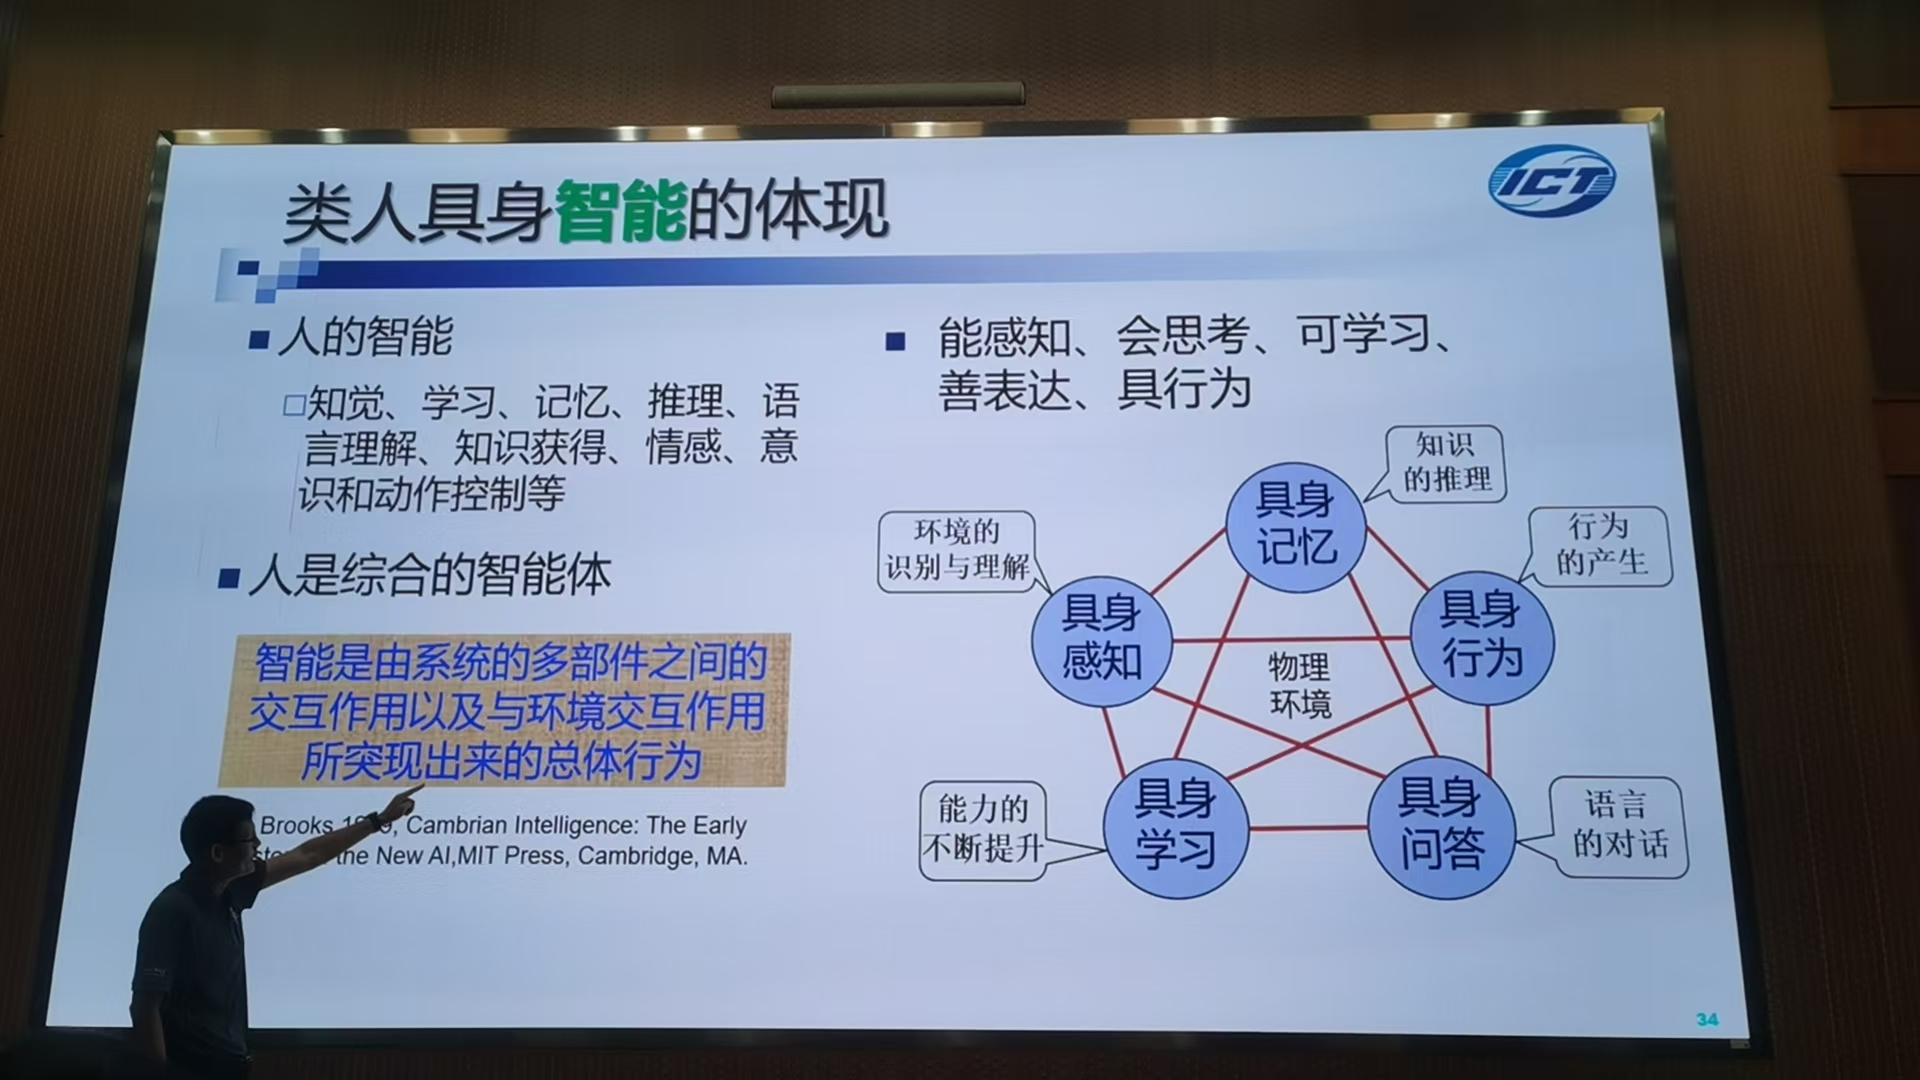 类人具身智能的体现
ICT
人的智能
知觉、学习、记忆、推理、语
言理解、知识获得、情感、意
识和动作控制等
人是综合的智能体
智能是由系统的多部件之间的
交互作用以及与环境交互作用
所突现出来的总体行为
Brooks, Cambrian Intelligence: The Early
the New AI,MIT Press, Cambridge, MA.
能感知、会思考、可学习、
善表达、具行为
知识
的推理
具身
记忆
行为
的产生
环境的
识别与理解
具身
感知
具身
行为
物理
环境
能力的
不断提升
具身
学习
具身
问答
语言
的对话
34